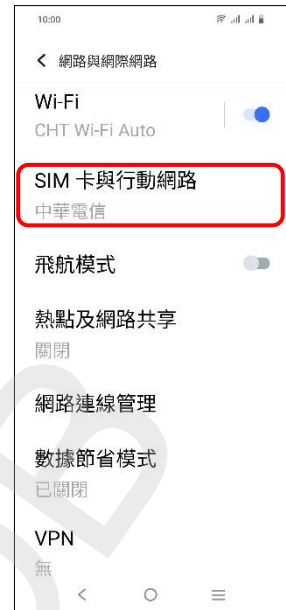 10:00
網路與網際網路
Wi-Fi
CHT Wi-Fi Auto
SIM 卡與行動網路
中華電信
飛航模式
熱點及網路共享
關閉
網路連線管理
數據節省模式
已關閉
VPN
無